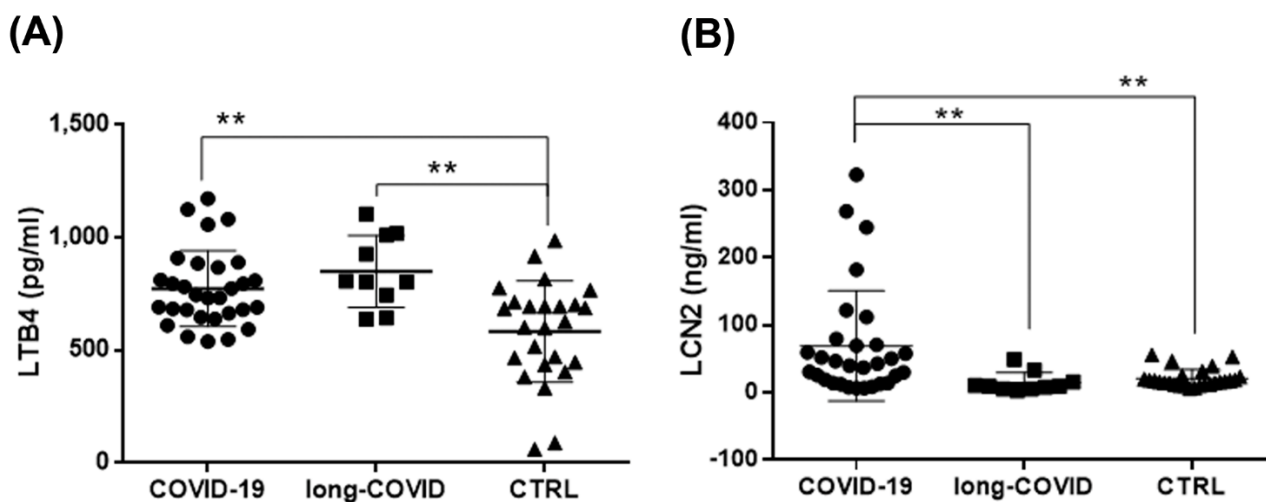 (A)
(B)
**
**
1,500
1,000
500
0
LTB4 (pg/ml)
COVID-19 long-COVID CTRL
**
**
400
300
200
100
0
-100
LCN2 (ng/ml)
COVID-19 long-COVID CTRL